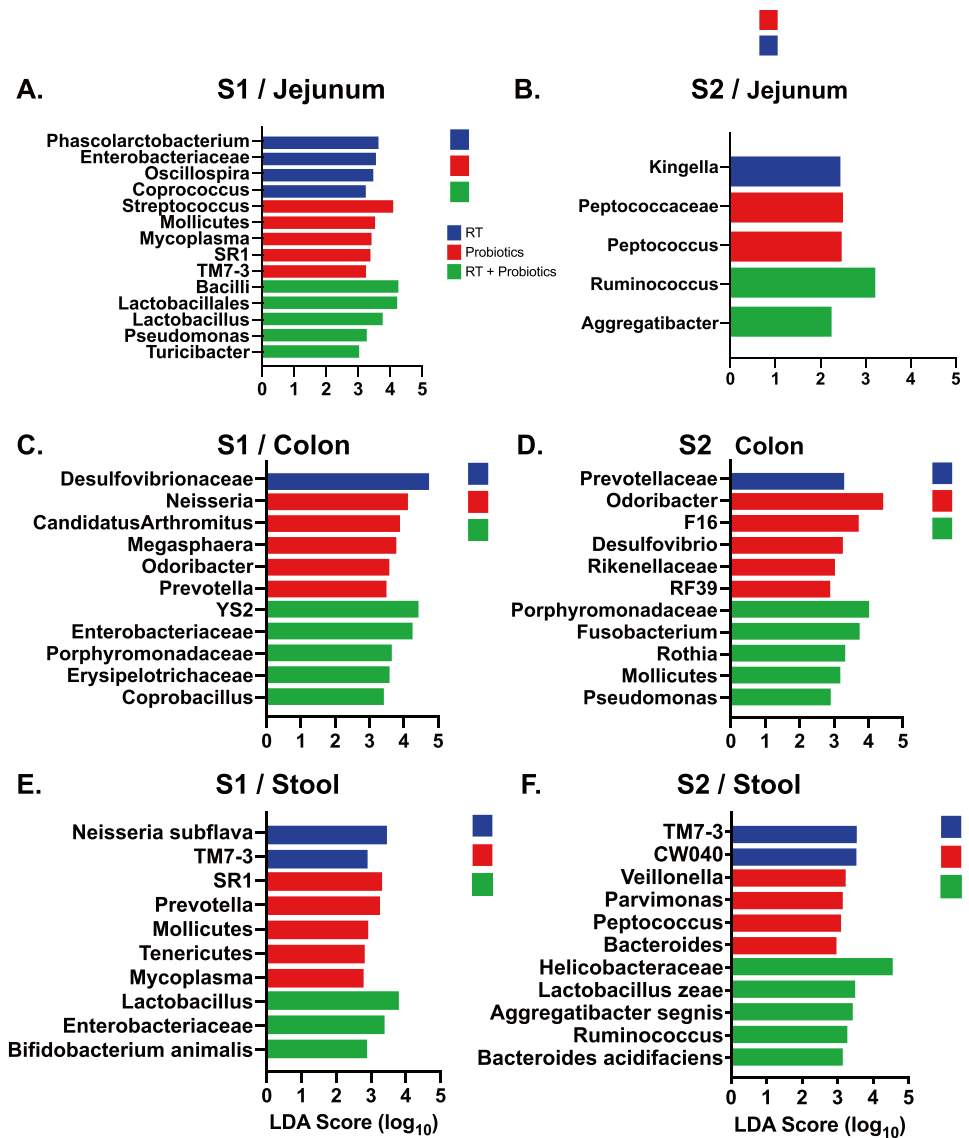 A.
S1 / Jejunum
Phascolarctobacterium
Enterobacteriaceae
Oscillospira
Coprococcus
Streptococcus
Mollicutes
Mycoplasma
SR1
TM7-3
Bacilli
Lactobacillales
Lactobacillus
Pseudomonas
Turicibacter
0 1 2 3 4 5
RT
Probiotics
RT + Probiotics
B.
S2 / Jejunum
Kingella
Peptococcaceae
Peptococcus
Ruminococcus
Aggregatibacter
0 1 2 3 4 5
C.
S1 / Colon
Desulfovibrionaceae
Neisseria
CandidatusArthromitus
Megasphaera
Odoribacter
Prevotella
YS2
Enterobacteriaceae
Porphyromonadaceae
Erysipelotrichaceae
Coprobacillus
0 1 2 3 4 5
D.
S2 Colon
Prevotellaceae
Odoribacter
F16
Desulfovibrio
Rikenellaceae
RF39
Porphyromonadaceae
Fusobacterium
Rothia
Mollicutes
Pseudomonas
0 1 2 3 4 5
E.
S1 / Stool
Neisseria subflava
TM7-3
SR1
Prevotella
Mollicutes
Tenericutes
Mycoplasma
Lactobacillus
Enterobacteriaceae
Bifidobacterium animalis
0 1 2 3 4 5
LDA Score (log10)
F.
S2 / Stool
TM7-3
CW040
Veillonella
Parvimonas
Peptococcus
Bacteroides
Helicobacteraceae
Lactobacillus zeae
Aggregatibacter segnis
Ruminococcus
Bacteroides acidifaciens
0 1 2 3 4 5
LDA Score (log10)